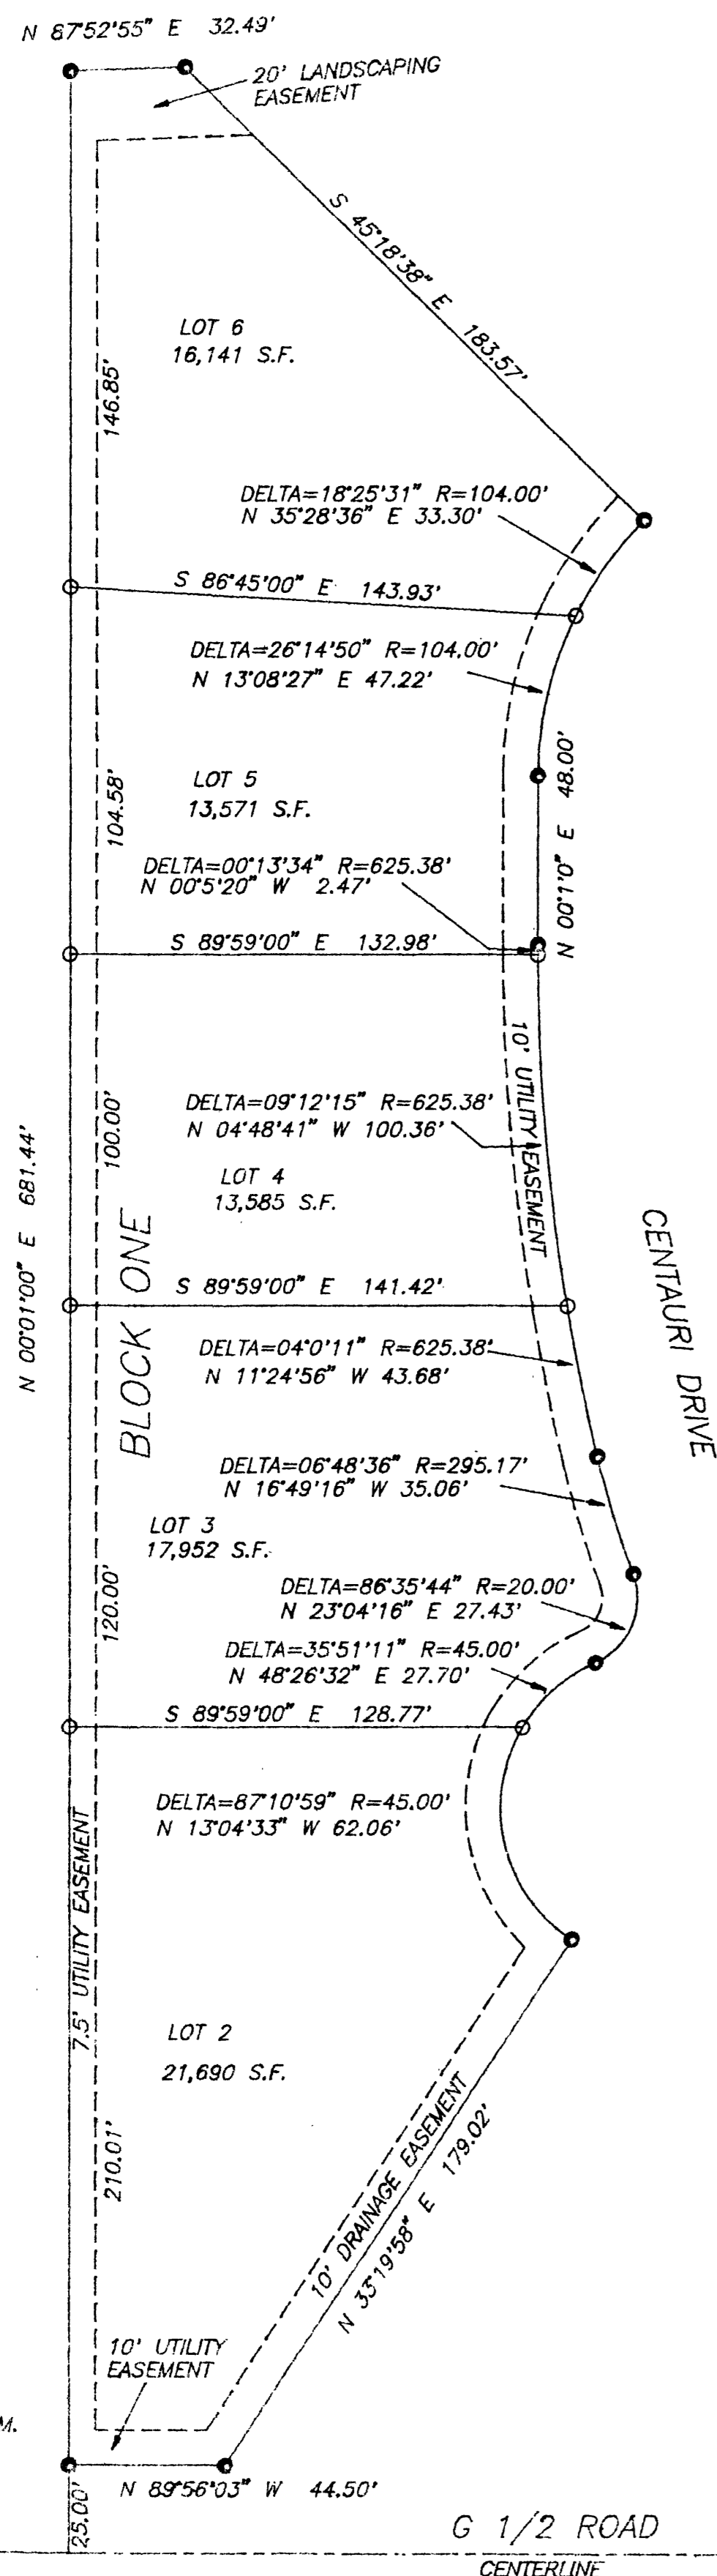 N 87°52'55" E 32.49'
20' LANDSCAPING
EASEMENT
S 45°18'38" E 183.57'
LOT 6
16,141 S.F.
146.85'
DELTA=18°25'31" R=104.00'
N 35°28'36" E 33.30'
S 86°45'00" E 143.93'
DELTA=26°14'50" R=104.00'
N 13°08'27" E 47.22'
LOT 5
13,571 S.F.
104.58'
N 00°1'0" E 48.00'
DELTA=00°13'34" R=625.38'
N 00°5'20" W 2.47'
S 89°59'00" E 132.98'
10' UTILITY EASEMENT
DELTA=09°12'15" R=625.38'
N 04°48'41" W 100.36'
100.00'
LOT 4
13,585 S.F.
N 00°01'00" E 681.44'
BLOCK ONE
CENTAURI DRIVE
S 89°59'00" E 141.42'
DELTA=04°0'11" R=625.38'
N 11°24'56" W 43.68'
DELTA=06°48'36" R=295.17'
N 16°49'16" W 35.06'
LOT 3
17,952 S.F.
120.00'
DELTA=86°35'44" R=20.00'
N 23°04'16" E 27.43'
DELTA=35°51'11" R=45.00'
N 48°26'32" E 27.70'
S 89°59'00" E 128.77'
DELTA=87°10'59" R=45.00'
N 13°04'33" W 62.06'
7.5' UTILITY EASEMENT
LOT 2
21,690 S.F.
210.01'
10' DRAINAGE EASEMENT
N 33°19'58" E 179.02'
10' UTILITY
EASEMENT
M.
N 89°56'03" W 44.50'
25.00'
G 1/2 ROAD
CENTERLINE